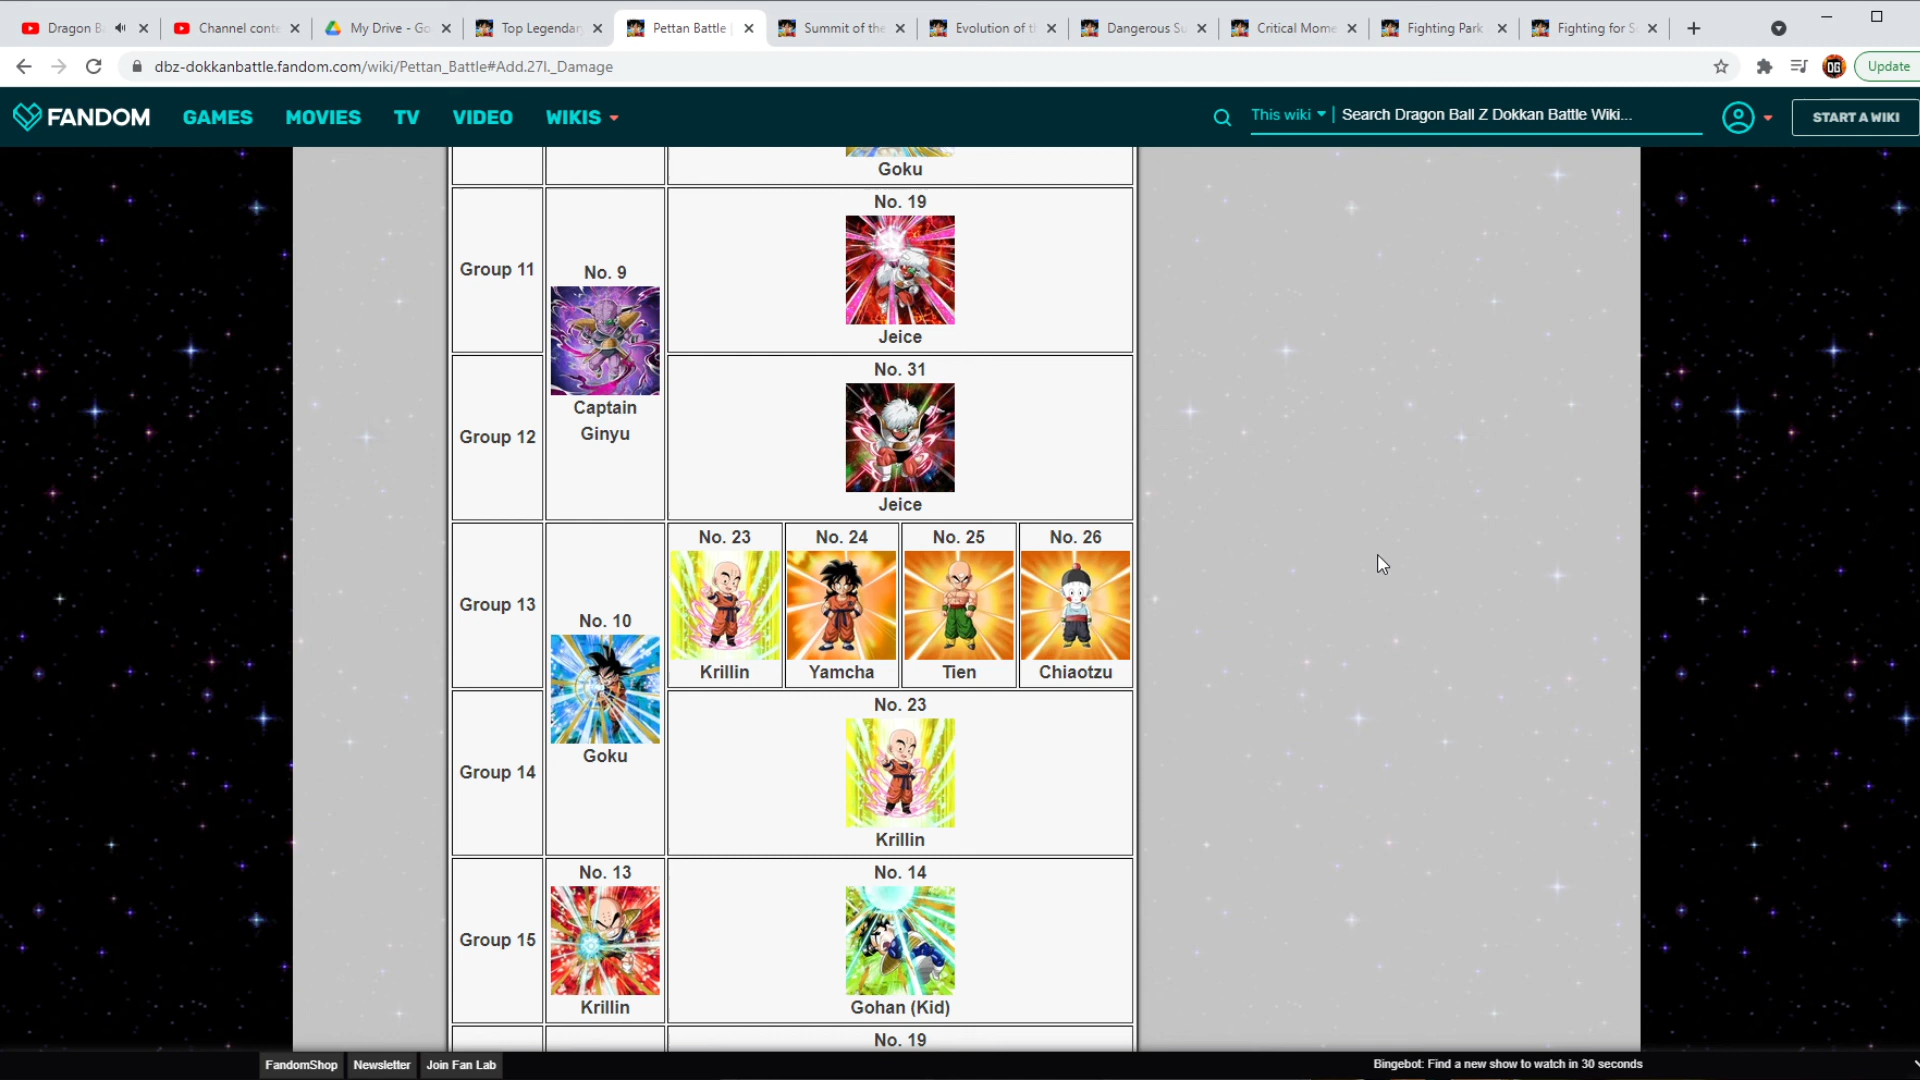 Dragon B
Channel conte
My Drive - Go
Top Legendar
Pettan Battle
Summit of the
Evolution of t
Dangerous Su
Critical Mome
Fighting Park
Fighting for S
dbz-dokkanbattle.fandom.com/wiki/Pettan_Battle#Add.27l._Damage
OG
Update
FANDOM
GAMES
MOVIES
TV
VIDEO
WIKIS
This wiki
Search Dragon Ball Z Dokkan Battle Wiki...
START A WIKI
Goku
Group 11
No. 9
Captain
Ginyu
No. 19
Jeice
Group 12
No. 31
Jeice
Group 13
No. 10
Goku
No. 23
Krillin
No. 24
Yamcha
No. 25
Tien
No. 26
Chiaotzu
Group 14
No. 23
Krillin
Group 15
No. 13
Krillin
No. 14
Gohan (Kid)
No. 19
FandomShop
Newsletter
Join Fan Lab
Bingebot: Find a new show to watch in 30 seconds